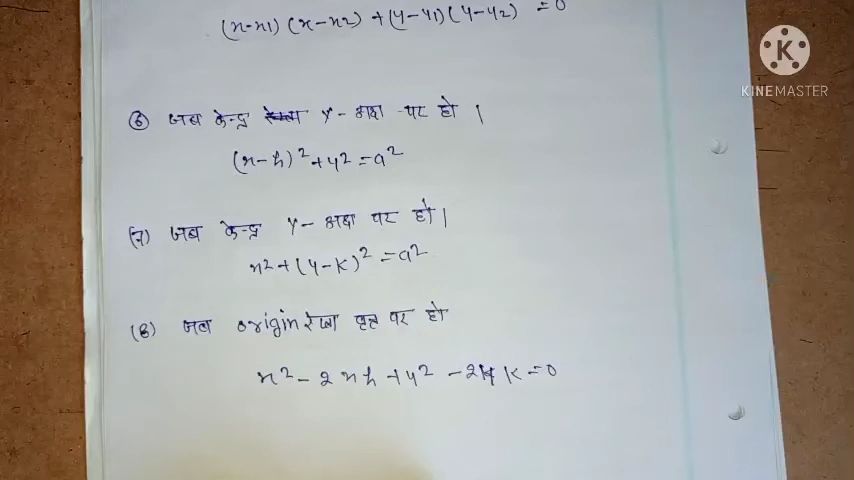 (x-x1) (x-x2) +(y-y1)(y-y2) =0
K
KINEMASTER
(6) जब केन्द्र Y-अक्ष पर हो।
(x-h)² +y² =a²
(7) जब केन्द्र Y-अक्ष पर हो।
x²+(y-k)² =a²
(8) जब origin रेखा वृत्त पर हो
x² - 2xh + y² - 2yk =0